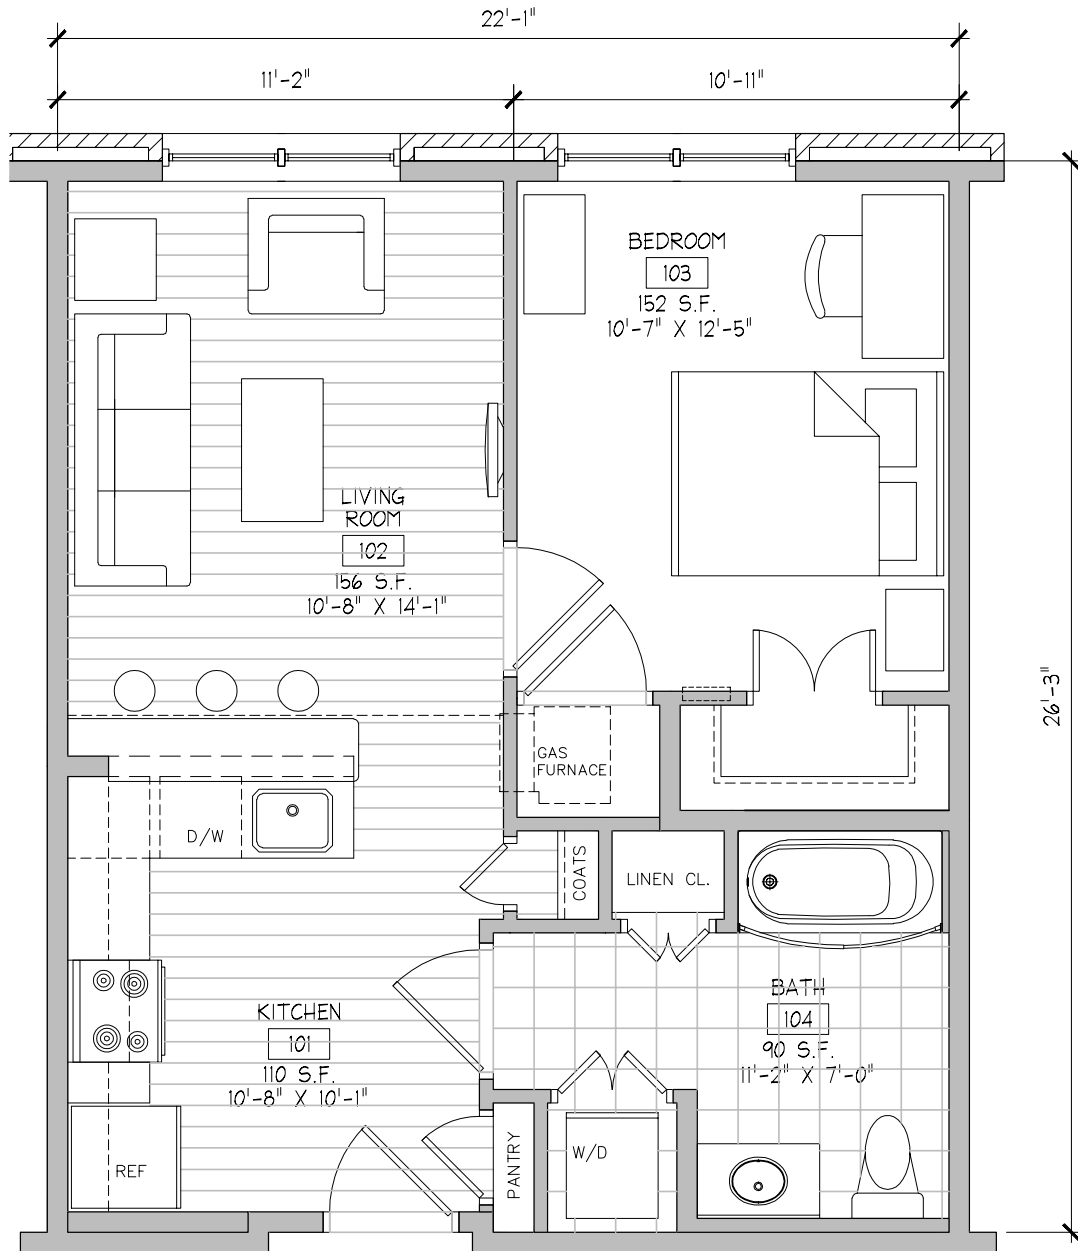 22'-1"
11'-2"
10'-11"
BEDROOM
103
152 S.F.
10'-7" X 12'-5"
LIVING
ROOM
102
156 S.F.
10'-8" X 14'-1"
26'-3"
GAS
FURNACE
D/W
COATS
LINEN CL.
BATH
104
90 S.F.
11'-2" X 7'-0"
KITCHEN
101
110 S.F.
10'-8" X 10'-1"
REF
PANTRY
W/D